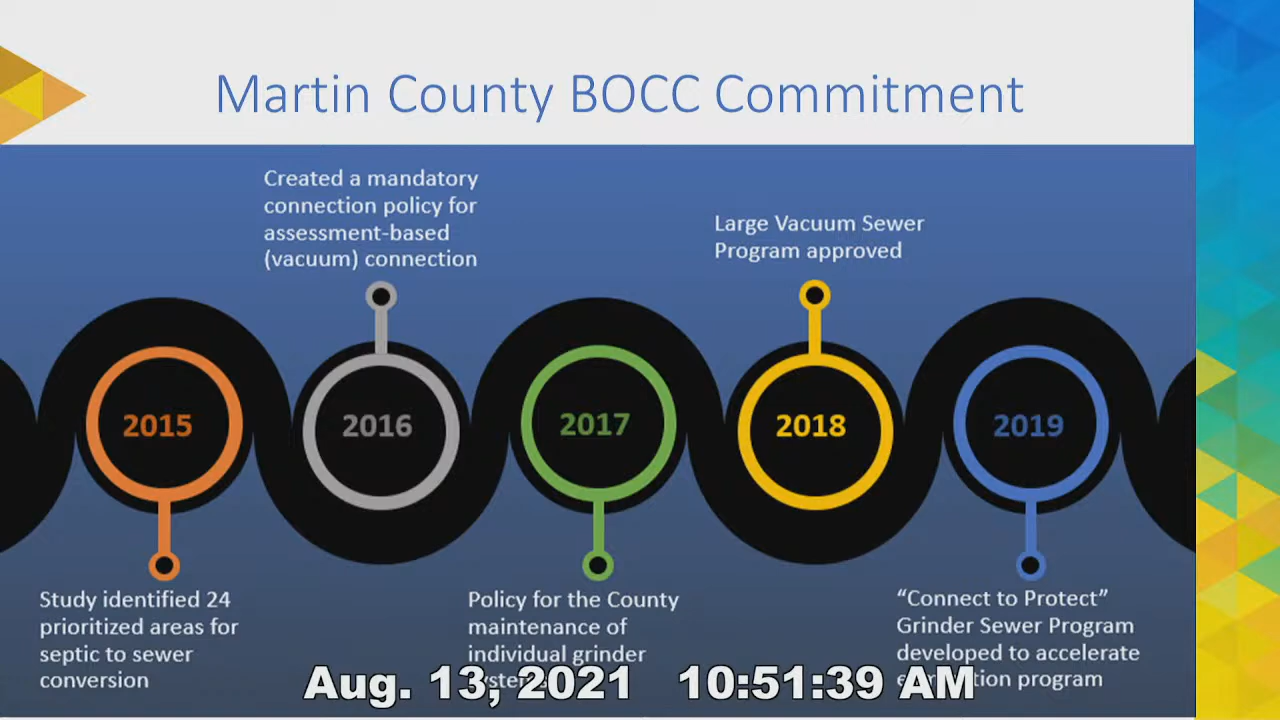 Martin County BOCC Commitment
Created a mandatory
connection policy for
assessment-based
(vacuum) connection
Large Vacuum Sewer
Program approved
2015
2016
2017
2018
2019
Study identified 24
prioritized areas for
septic to sewer
conversion
Policy for the County
maintenance of
individual grinder
“Connect to Protect”
Grinder Sewer Program
developed to accelerate
program
Aug. 13, 2021 10:51:39 AM